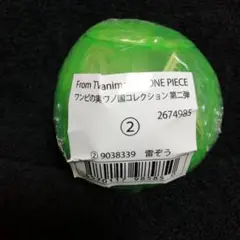 From TV anim ONE PIECE
ワンピの実 ワノ国コレクション 第二弾
2674985
②
② 9038339 雷ぞう